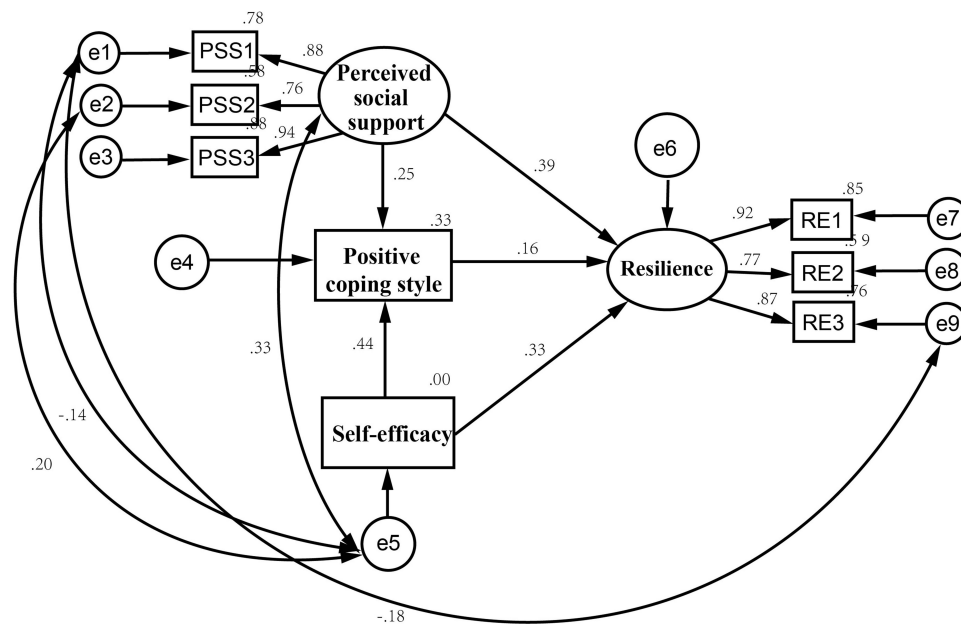 .78
e1
PSS1
.88
.58
e2
PSS2
.76
.88
e3
PSS3
.94
Perceived
social
support
.25
.39
e6
.33
e4
Positive
coping style
.16
Resilience
.92
.85
RE1
e7
.77
.5 9
RE2
e8
.87
.76
RE3
e9
.33
.44
.33
.00
Self-efficacy
-.14
.20
e5
-.18